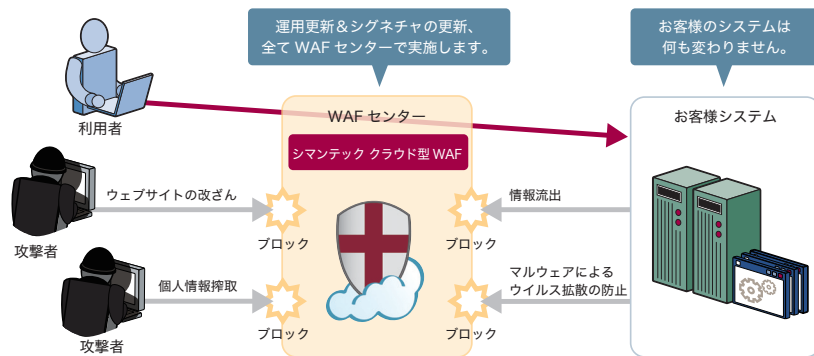 運用更新＆シグネチャの更新、
全て WAF センターで実施します。
お客様のシステムは
何も変わりません。
利用者
WAF センター
シマンテック クラウド型 WAF
お客様システム
攻撃者
ウェブサイトの改ざん
ブロック
ブロック
情報流出
攻撃者
個人情報搾取
ブロック
ブロック
マルウェアによる
ウイルス拡散の防止